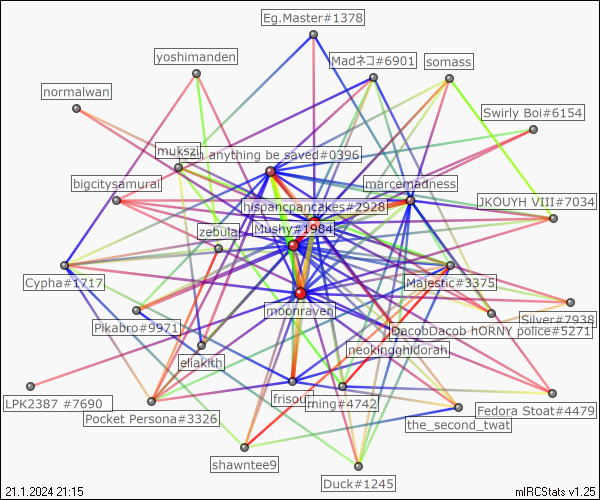 Eg.Master#1378
Madネコ#6901
somass
yoshimanden
normalwan
Swirly Boi#6154
mukszi
anything be saved#0396
bigcitysamurai
marcemadness
hispancpancakes#2928
JKOUYH VIII#7034
zebula
Mushy#1984
Cypha#1717
Majestic#3375
moonraven
Silver#7938
Pikabro#9971
DacobDacob hORNY police#5271
neokingghidorah
eliakith
LPK2387 #7690
frisout
ming#4742
Pocket Persona#3326
Fedora Stoat#4479
the_second_twat
shawntee9
Duck#1245
21.1.2024 21:15
mIRCStats v1.25